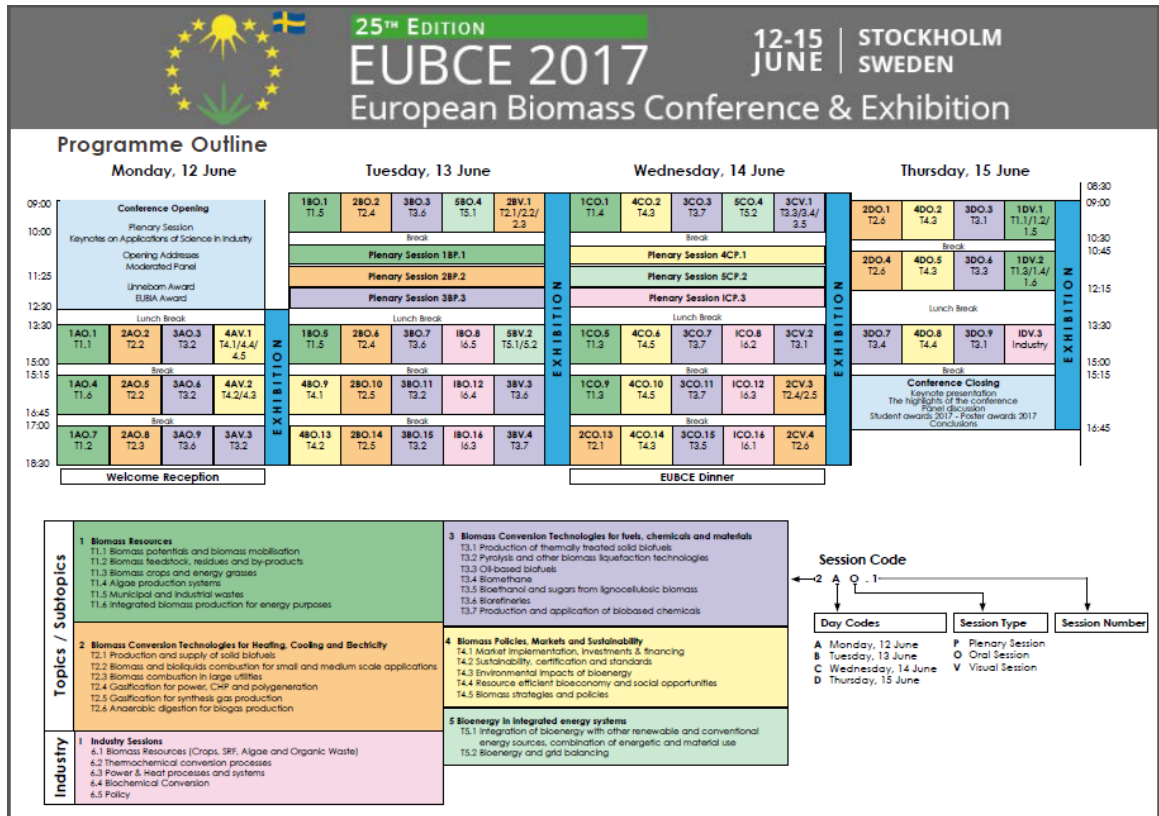 25TH EDITION
EUBCE 2017
European Biomass Conference & Exhibition
12-15 JUNE
STOCKHOLM SWEDEN
Programme Outline
Monday, 12 June
Tuesday, 13 June
Wednesday, 14 June
Thursday, 15 June
09:00
10:00
11:25
12:30
13:30
15:00
15:15
16:45
17:00
18:30
Conference Opening
Plenary Session
Keynotes on Applications of Science in Industry
Opening Addresses
Moderated Panel
Linneborn Award
EUBIA Award
Lunch Break
1AO.1 T1.1
2AO.2 T2.2
3AO.3 T3.2
4AV.1 T4.1/4.4/4.5
Break
1AO.4 T1.6
2AO.5 T2.2
3AO.6 T3.2
4AV.2 T4.2/4.3
Break
1AO.7 T1.2
2AO.8 T2.3
3AO.9 T3.6
3AV.3 T3.2
Welcome Reception
EXHIBITION
1BO.1 T1.5
2BO.2 T2.4
3BO.3 T3.6
5BO.4 T5.1
2BV.1 T2.1/2.2/2.3
Break
Plenary Session 1BP.1
Plenary Session 2BP.2
Plenary Session 3BP.3
Lunch Break
1BO.5 T1.5
2BO.6 T2.4
3BO.7 T3.6
IBO.8 I6.5
5BV.2 T5.1/5.2
Break
4BO.9 T4.1
2BO.10 T2.5
3BO.11 T3.2
IBO.12 I6.4
3BV.3 T3.6
Break
4BO.13 T4.2
2BO.14 T2.5
3BO.15 T3.2
IBO.16 I6.3
3BV.4 T3.7
EXHIBITION
1CO.1 T1.4
4CO.2 T4.3
3CO.3 T3.7
5CO.4 T5.2
3CV.1 T3.3/3.4/3.5
Break
Plenary Session 4CP.1
Plenary Session 5CP.2
Plenary Session ICP.3
Lunch Break
1CO.5 T1.3
4CO.6 T4.5
3CO.7 T3.7
ICO.8 I6.2
3CV.2 T3.1
Break
1CO.9 T1.3
4CO.10 T4.5
3CO.11 T3.7
ICO.12 I6.3
2CV.3 T2.4/2.5
Break
2CO.13 T2.1
4CO.14 T4.3
3CO.15 T3.5
ICO.16 I6.1
2CV.4 T2.6
EUBCE Dinner
EXHIBITION
2DO.1 T2.6
4DO.2 T4.3
3DO.3 T3.1
1DV.1 T1.1/1.2/1.5
Break
2DO.4 T2.6
4DO.5 T4.3
3DO.6 T3.3
1DV.2 T1.3/1.4/1.6
Lunch Break
3DO.7 T3.4
4DO.8 T4.4
3DO.9 T3.1
IDV.3 Industry
Break
Conference Closing
Keynote presentation
The highlights of the conference
Panel discussion
Student awards 2017 - Poster awards 2017
Conclusions
EXHIBITION
08:30
09:00
10:30
10:45
12:15
13:30
15:00
15:15
16:45
Topics / Subtopics
1 Biomass Resources
T1.1 Biomass potentials and biomass mobilisation
T1.2 Biomass feedstock, residues and by-products
T1.3 Biomass crops and energy grasses
T1.4 Algae production systems
T1.5 Municipal and industrial wastes
T1.6 Integrated biomass production for energy purposes
2 Biomass Conversion Technologies for Heating, Cooling and Electricity
T2.1 Production and supply of solid biofuels
T2.2 Biomass and bioliquids combustion for small and medium scale applications
T2.3 Biomass combustion in large utilities
T2.4 Gasification for power, CHP and polygeneration
T2.5 Gasification for synthesis gas production
T2.6 Anaerobic digestion for biogas production
Industry
I Industry Sessions
6.1 Biomass Resources (Crops, SRF, Algae and Organic Waste)
6.2 Thermochemical conversion processes
6.3 Power & Heat processes and systems
6.4 Biochemical Conversion
6.5 Policy
3 Biomass Conversion Technologies for fuels, chemicals and materials
T3.1 Production of thermally treated solid biofuels
T3.2 Pyrolysis and other biomass liquefaction technologies
T3.3 Oil-based biofuels
T3.4 Biomethane
T3.5 Bioethanol and sugars from lignocellulosic biomass
T3.6 Biorefineries
T3.7 Production and application of biobased chemicals
4 Biomass Policies, Markets and Sustainability
T4.1 Market implementation, investments & financing
T4.2 Sustainability, certification and standards
T4.3 Environmental impacts of bioenergy
T4.4 Resource efficient bioeconomy and social opportunities
T4.5 Biomass strategies and policies
5 Bioenergy in integrated energy systems
T5.1 Integration of bioenergy with other renewable and conventional
energy sources, combination of energetic and material use
T5.2 Bioenergy and grid balancing
Session Code
2 A O . 1
Day Codes
A Monday, 12 June
B Tuesday, 13 June
C Wednesday, 14 June
D Thursday, 15 June
Session Type
P Plenary Session
O Oral Session
V Visual Session
Session Number